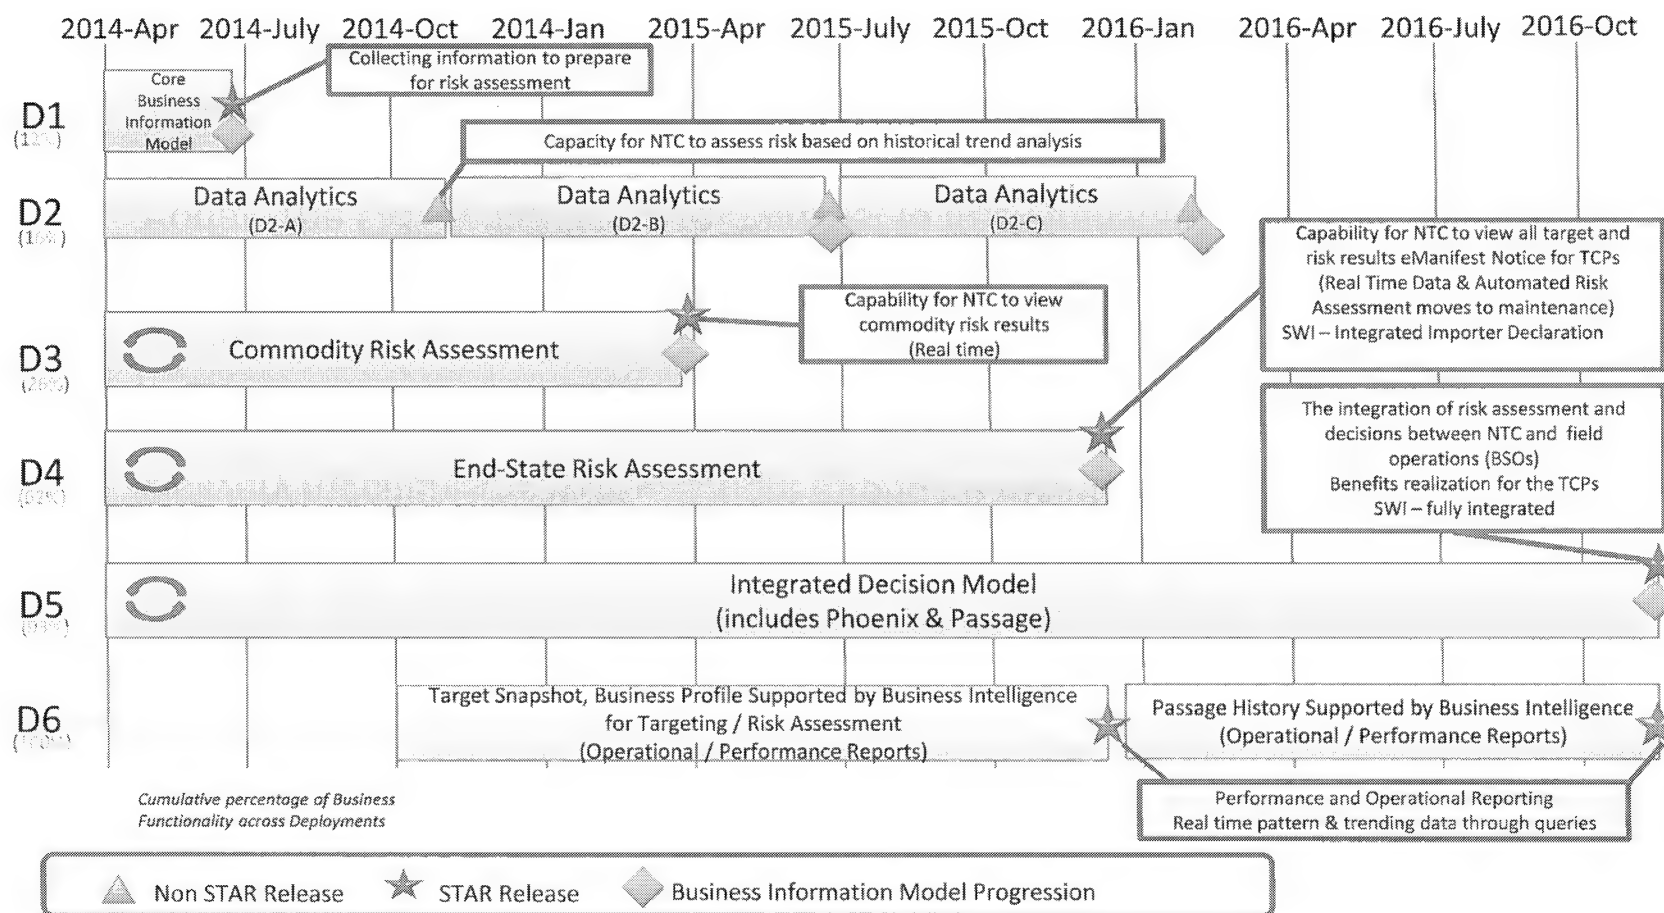 2014-Apr 2014-July 2014-Oct 2014-Jan 2015-Apr 2015-July 2015-Oct 2016-Jan 2016-Apr 2016-July 2016-Oct
Collecting information to prepare
for risk assessment
D1
Core
Business
Information
Model
Capacity for NTC to assess risk based on historical trend analysis
D2
(16%)
Data Analytics
(D2-A)
Data Analytics
(D2-B)
Data Analytics
(D2-C)
Capability for NTC to view all target and
risk results eManifest Notice for TCPs
(Real Time Data & Automated Risk
Assessment moves to maintenance)
SWI – Integrated Importer Declaration
Capability for NTC to view
commodity risk results
(Real time)
D3
(26%)
Commodity Risk Assessment
The integration of risk assessment and
decisions between NTC and field
operations (BSOs)
Benefits realization for the TCPs
SWI – fully integrated
D4
End-State Risk Assessment
D5
Integrated Decision Model
(includes Phoenix & Passage)
D6
Target Snapshot, Business Profile Supported by Business Intelligence
for Targeting / Risk Assessment
(Operational / Performance Reports)
Passage History Supported by Business Intelligence
(Operational / Performance Reports)
Performance and Operational Reporting
Real time pattern & trending data through queries
Cumulative percentage of Business
Functionality across Deployments
Non STAR Release
STAR Release
Business Information Model Progression